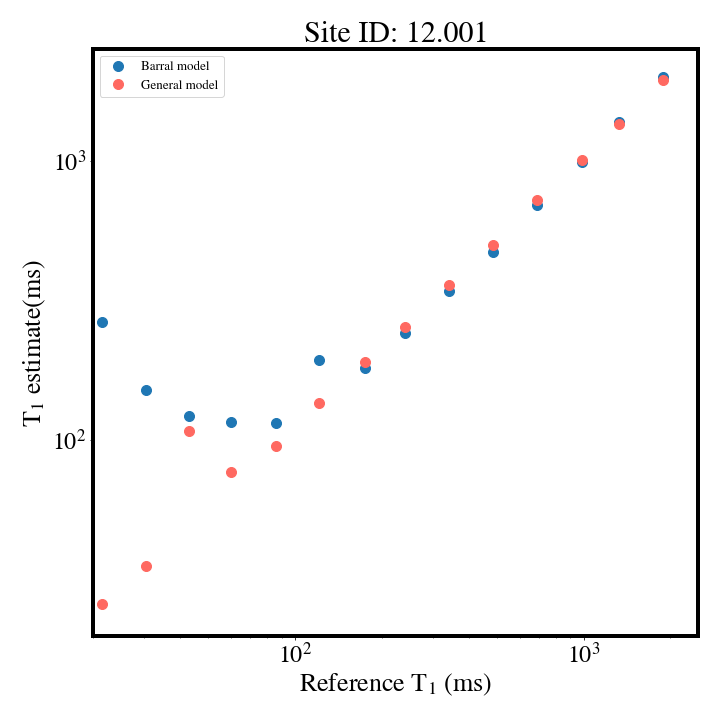 Site ID: 12.001
Barral model
General model
10³
10²
T₁ estimate(ms)
10² 10³
Reference T₁ (ms)